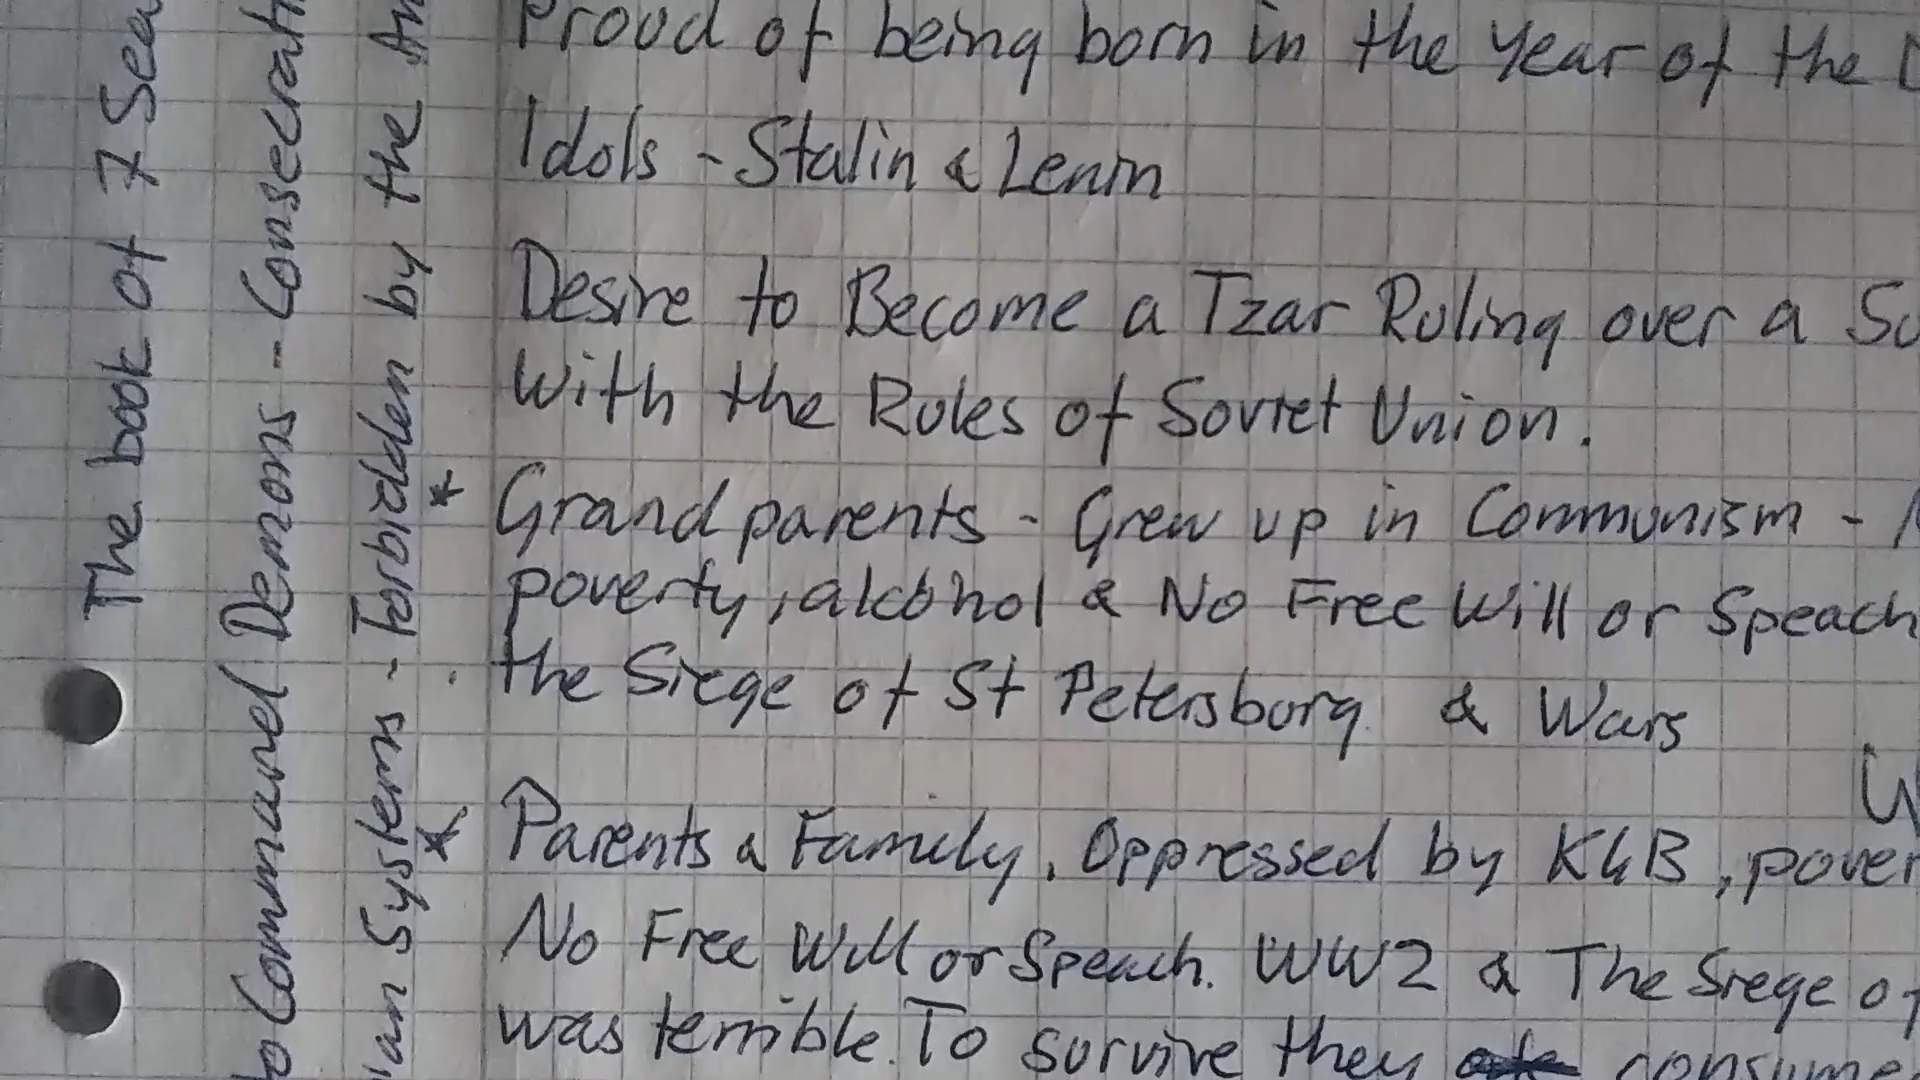 Proud of being born in the Year of the
Idols - Stalin & Lenin
Desire to Become a Tzar Ruling over a
With the Rules of Soviet Union.
* Grandparents - Grew up in Communism -
poverty, alcohol & No Free Will or Speach
the Siege of St Petersburg & Wars
* Parents & Family, Oppressed by KGB,
No Free Will or Speach. WW2 & The Siege of
was terrible. To survive they
The book of 7
to Command Demons - 
Systems - Forbidden by the